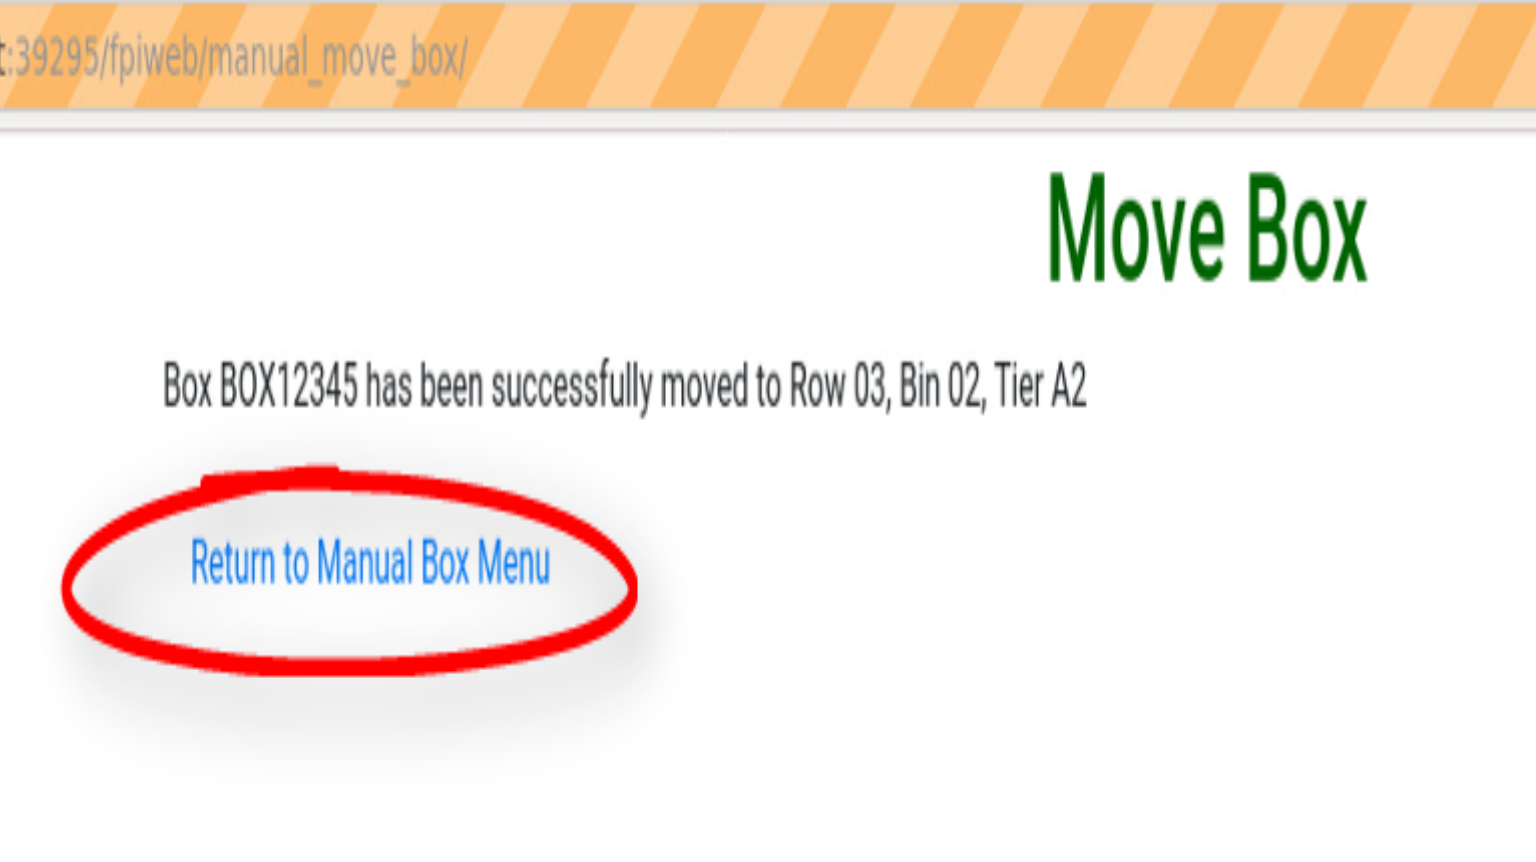 t:39295/fpiweb/manual_move_box/
Move Box
Box BOX12345 has been successfully moved to Row 03, Bin 02, Tier A2
Return to Manual Box Menu